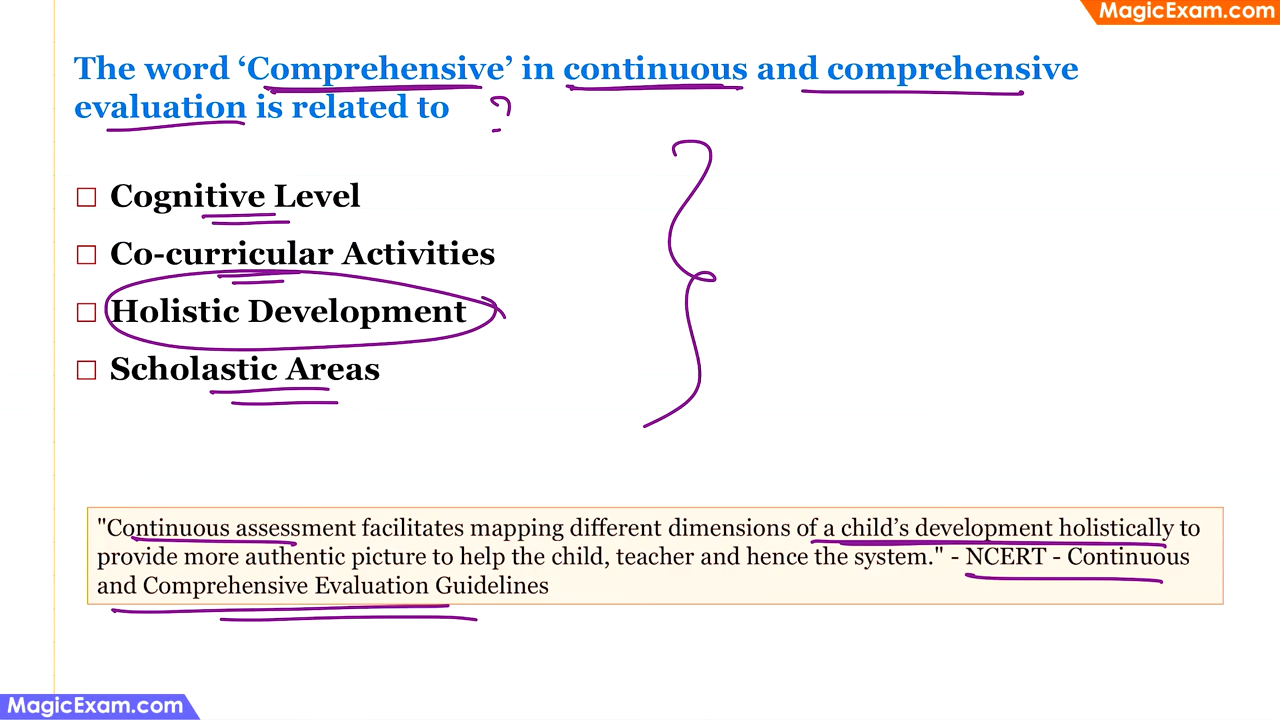 MagicExam.com
The word ‘Comprehensive’ in continuous and comprehensive
evaluation is related to ?
Cognitive Level
Co-curricular Activities
Holistic Development
Scholastic Areas
"Continuous assessment facilitates mapping different dimensions of a child’s development holistically to
provide more authentic picture to help the child, teacher and hence the system." - NCERT - Continuous
and Comprehensive Evaluation Guidelines
MagicExam.com